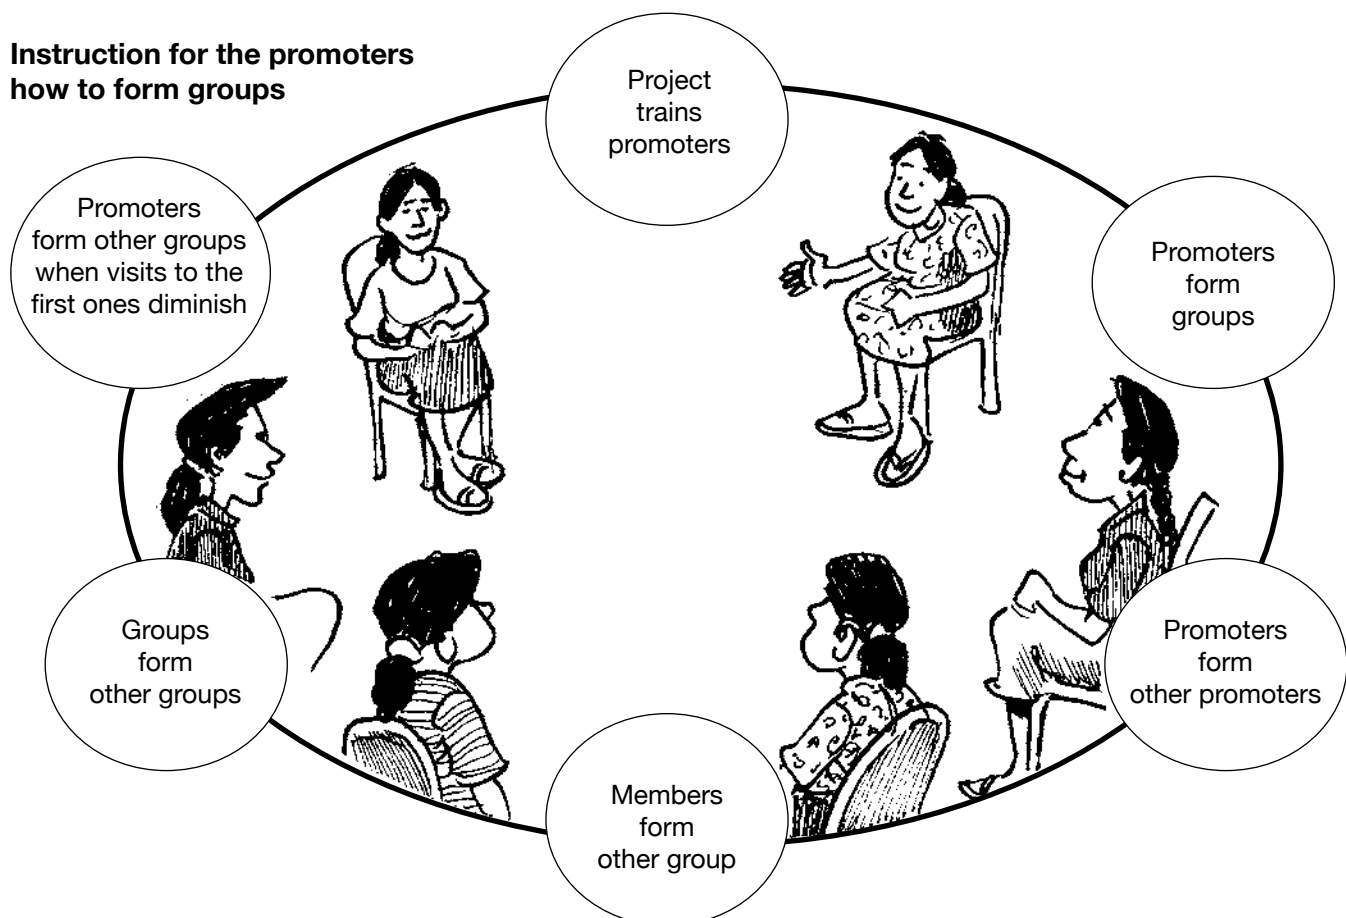 Instruction for the promoters
how to form groups
Project
trains
promoters
Promoters
form
groups
Promoters
form
other promoters
Members
form
other group
Groups
form
other groups
Promoters
form other groups
when visits to the
first ones diminish